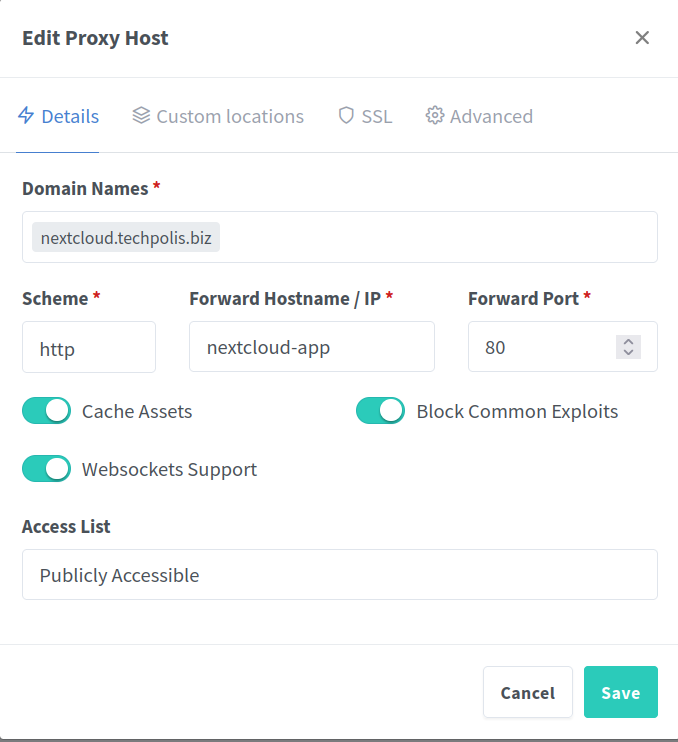 Edit Proxy Host
Details Custom locations SSL Advanced
Domain Names *
nextcloud.techpolis.biz
Scheme * Forward Hostname / IP * Forward Port *
http nextcloud-app 80
Cache Assets Block Common Exploits
Websockets Support
Access List
Publicly Accessible
Cancel Save